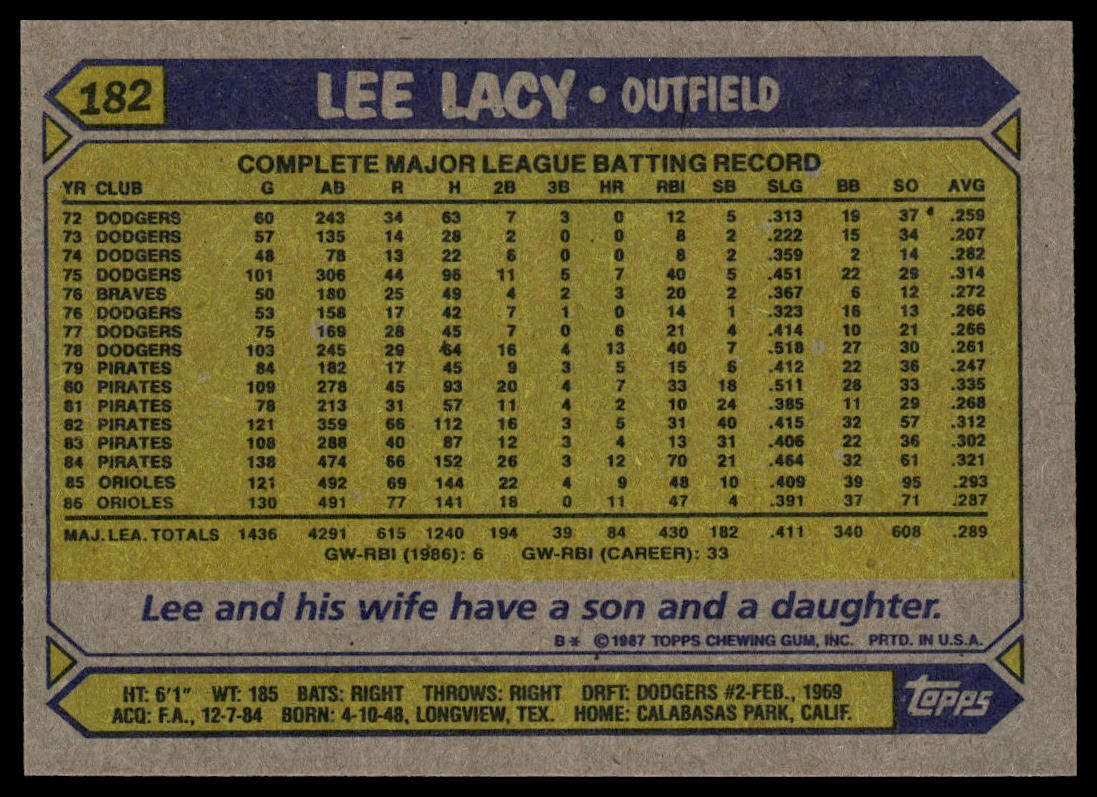 182
LEE LACY • OUTFIELD
COMPLETE MAJOR LEAGUE BATTING RECORD
YR CLUB G AB R H 2B 3B HR RBI SB SLG BB SO AVG
72 DODGERS 60 243 34 63 7 3 0 12 5 .313 19 37 .259
73 DODGERS 57 135 14 28 2 0 0 8 2 .222 15 34 .207
74 DODGERS 48 78 13 22 6 0 0 8 2 .359 2 14 .282
75 DODGERS 101 306 44 96 11 5 7 40 5 .451 22 29 .314
76 BRAVES 50 180 25 49 4 2 3 20 2 .367 6 12 .272
76 DODGERS 53 158 17 42 7 1 0 14 1 .323 16 13 .266
77 DODGERS 75 169 28 45 7 0 6 21 4 .414 10 21 .266
78 DODGERS 103 245 29 64 16 4 13 40 7 .518 27 30 .261
79 PIRATES 84 182 17 45 9 3 5 15 6 .412 22 36 .247
80 PIRATES 109 278 45 93 20 4 7 33 18 .511 28 33 .335
81 PIRATES 78 213 31 57 11 4 2 10 24 .385 11 29 .268
82 PIRATES 121 359 66 112 16 3 5 31 40 .415 32 57 .312
83 PIRATES 108 288 40 87 12 3 4 13 31 .406 22 36 .302
84 PIRATES 138 474 66 152 26 3 12 70 21 .464 32 61 .321
85 ORIOLES 121 492 69 144 22 4 9 48 10 .409 39 95 .293
86 ORIOLES 130 491 77 141 18 0 11 47 4 .391 37 71 .287
MAJ. LEA. TOTALS 1436 4291 615 1240 194 39 84 430 182 .411 340 608 .289
GW-RBI (1986): 6 GW-RBI (CAREER): 33
Lee and his wife have a son and a daughter.
B* ©1987 TOPPS CHEWING GUM, INC. PRTD. IN U.S.A.
HT: 6'1" WT: 185 BATS: RIGHT THROWS: RIGHT DRFT: DODGERS #2-FEB., 1969
ACQ: F.A., 12-7-84 BORN: 4-10-48, LONGVIEW, TEX. HOME: CALABASAS PARK, CALIF.
topps